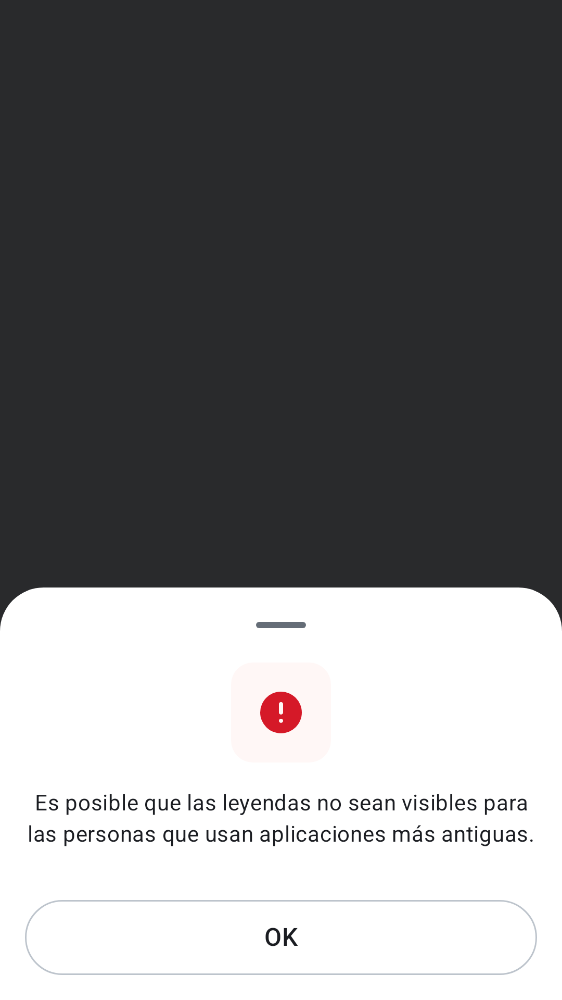 Es posible que las leyendas no sean visibles para
las personas que usan aplicaciones más antiguas.
OK